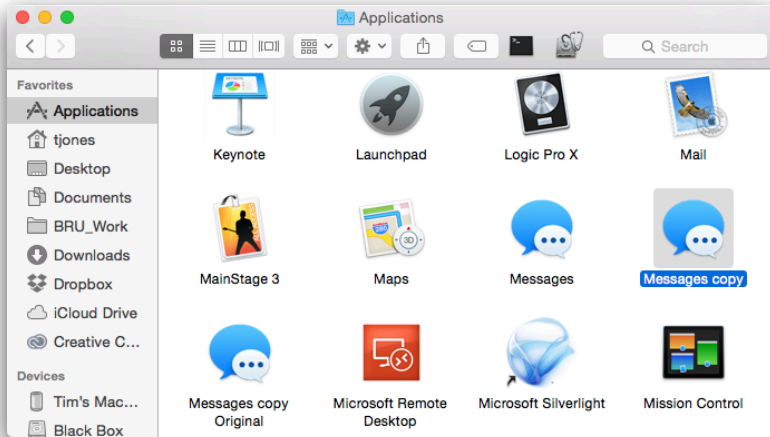 Applications
Search
Favorites
Applications
tjones
Desktop
Documents
BRU_Work
Downloads
Dropbox
iCloud Drive
Creative C...
Devices
Tim's Mac...
Black Box
Keynote
Launchpad
Logic Pro X
Mail
MainStage 3
Maps
Messages
Messages copy
Messages copy
Original
Microsoft Remote
Desktop
Microsoft Silverlight
Mission Control